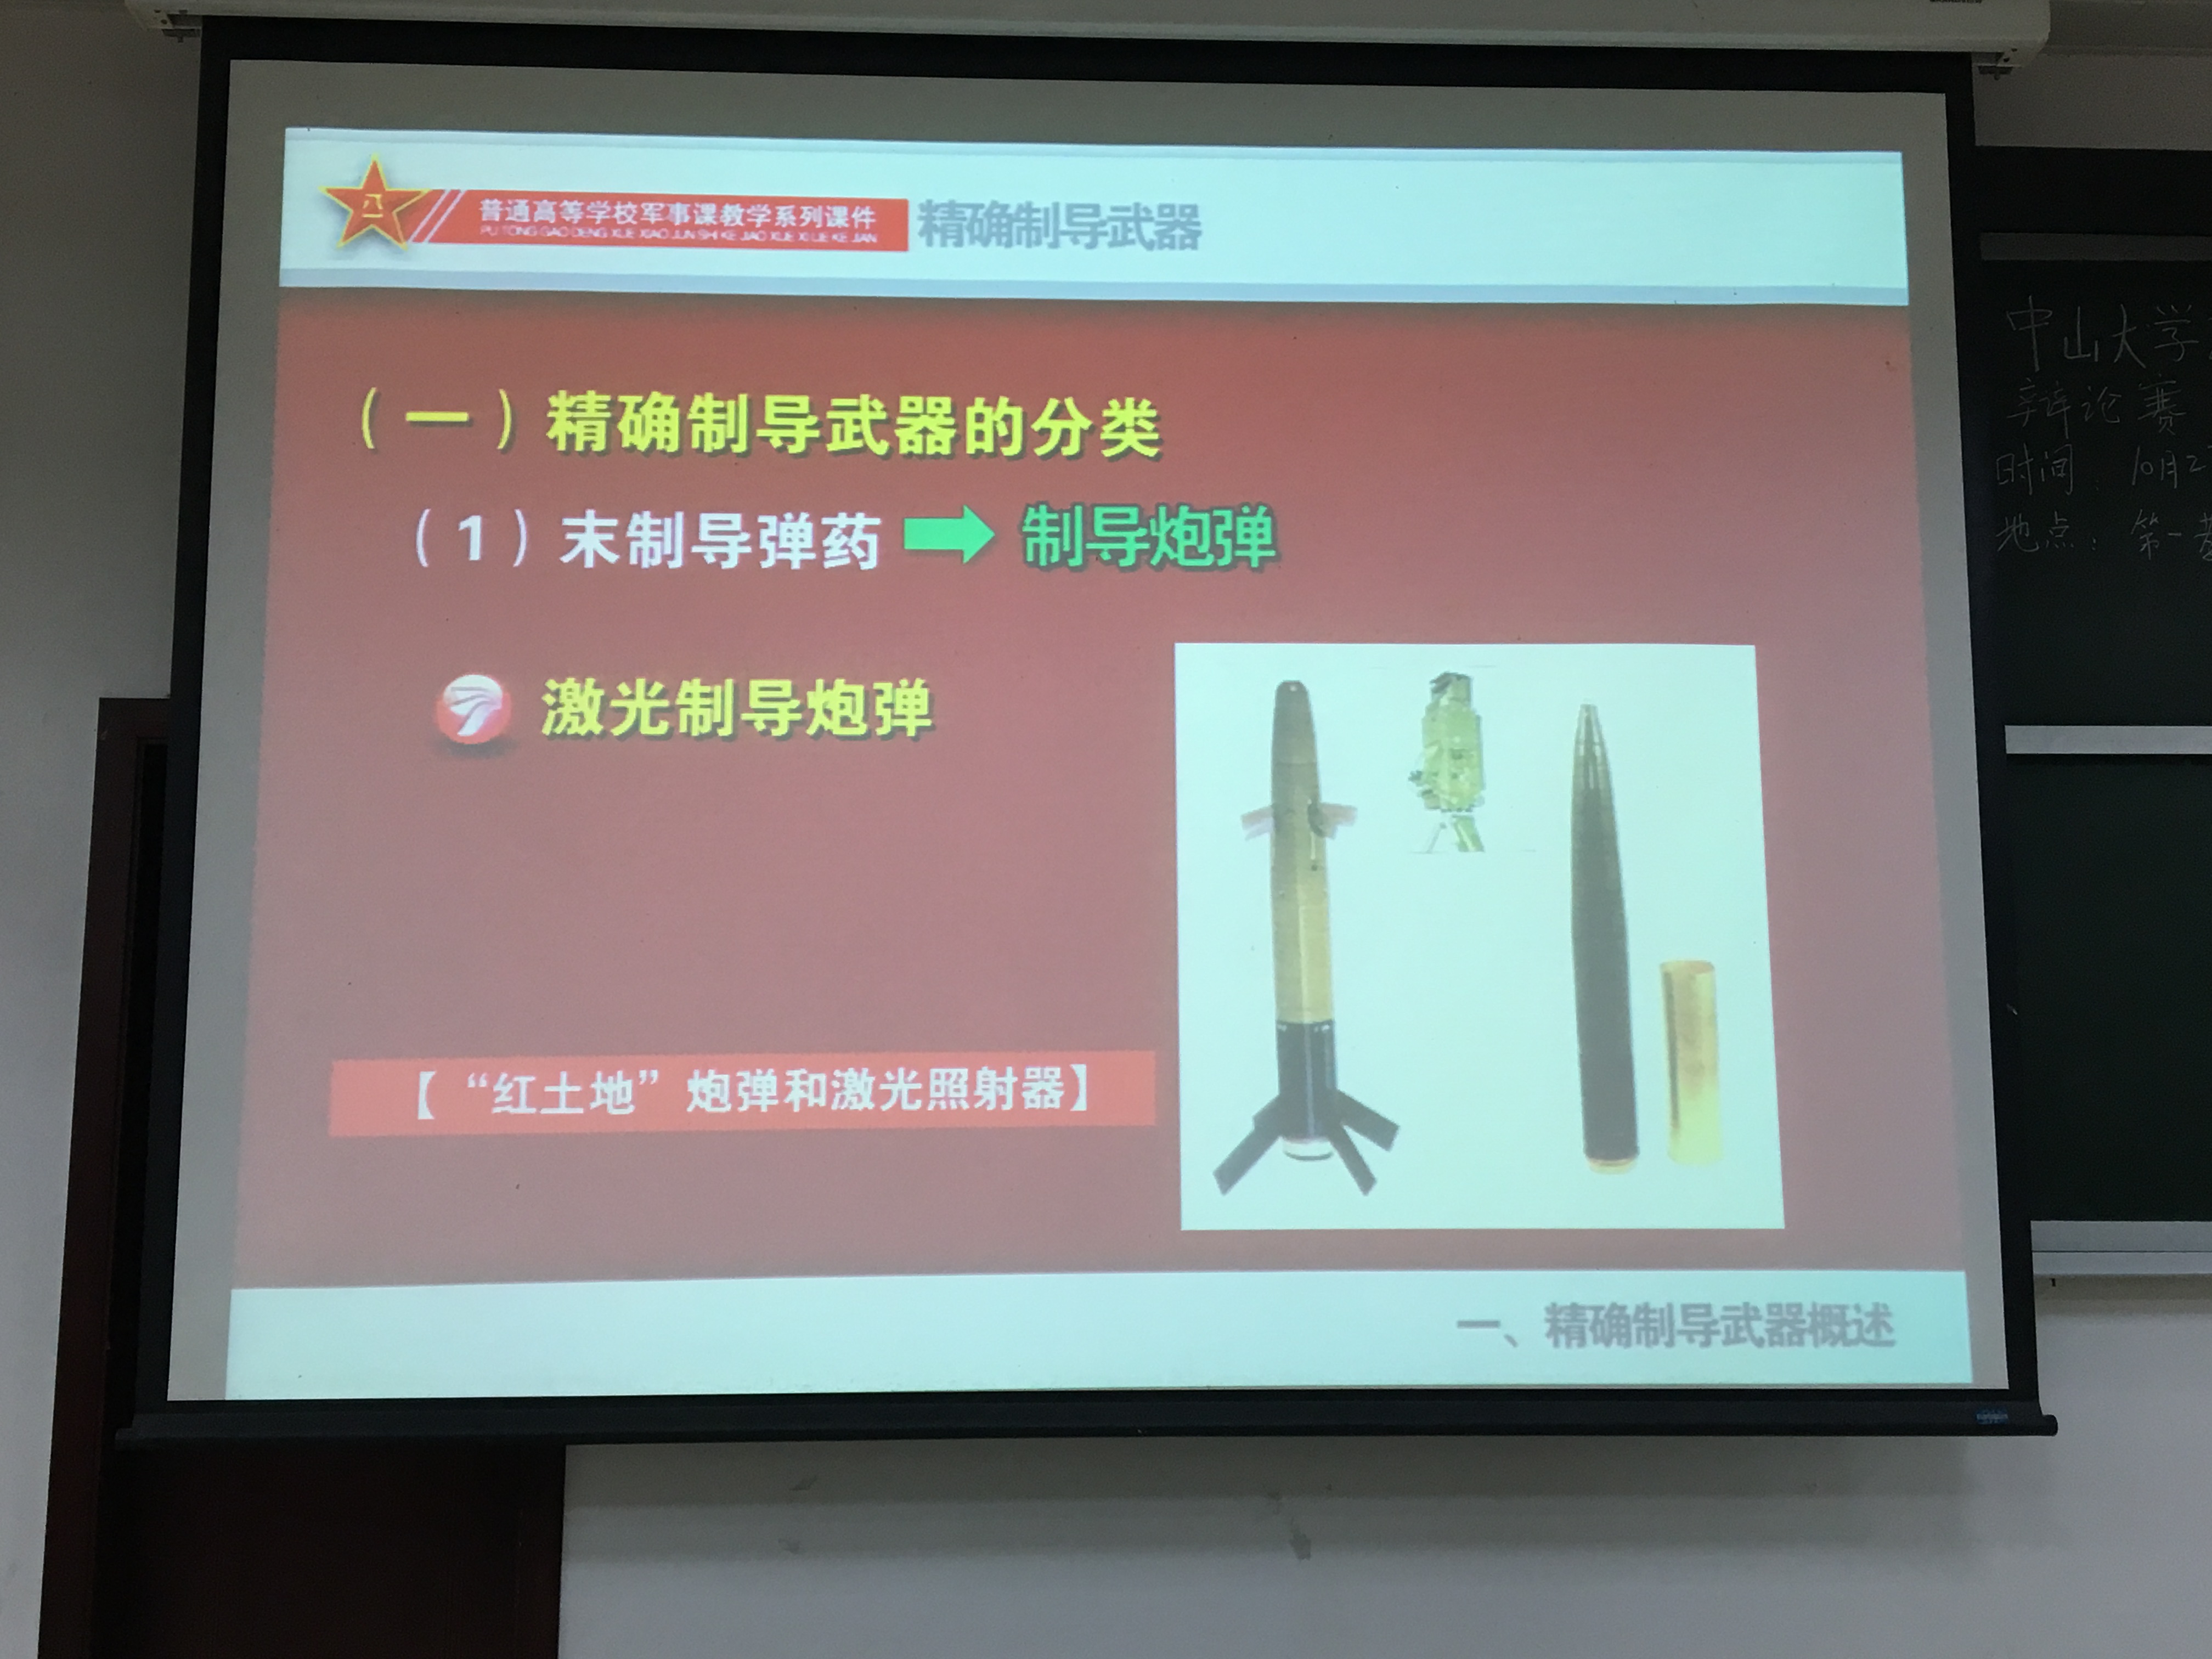 八一
普通高等学校军事课教学系列课件
PU TONG GAO DENG XUE XIAO JUN SHI KE JIAO XUE XI LIE KE JIAN
精确制导武器
（一）精确制导武器的分类
（1）末制导弹药 → 制导炮弹
激光制导炮弹
【“红土地”炮弹和激光照射器】
一、精确制导武器概述
中山大学
辩论赛
时间：10月2
地点：第一